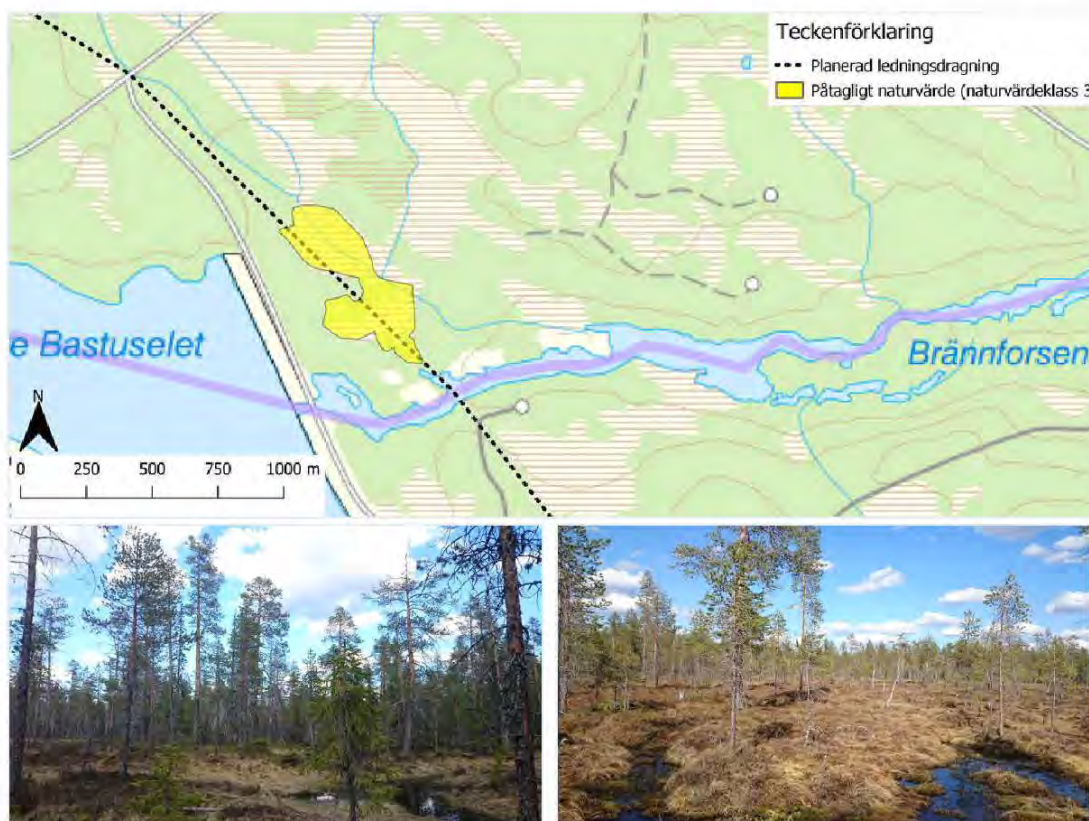 Teckenförklaring
Planerad ledningsdragning
Påtagligt naturvärde (naturvärdeklass 3
e Bastuselet
Brännforsen
N
0 250 500 750 1000 m